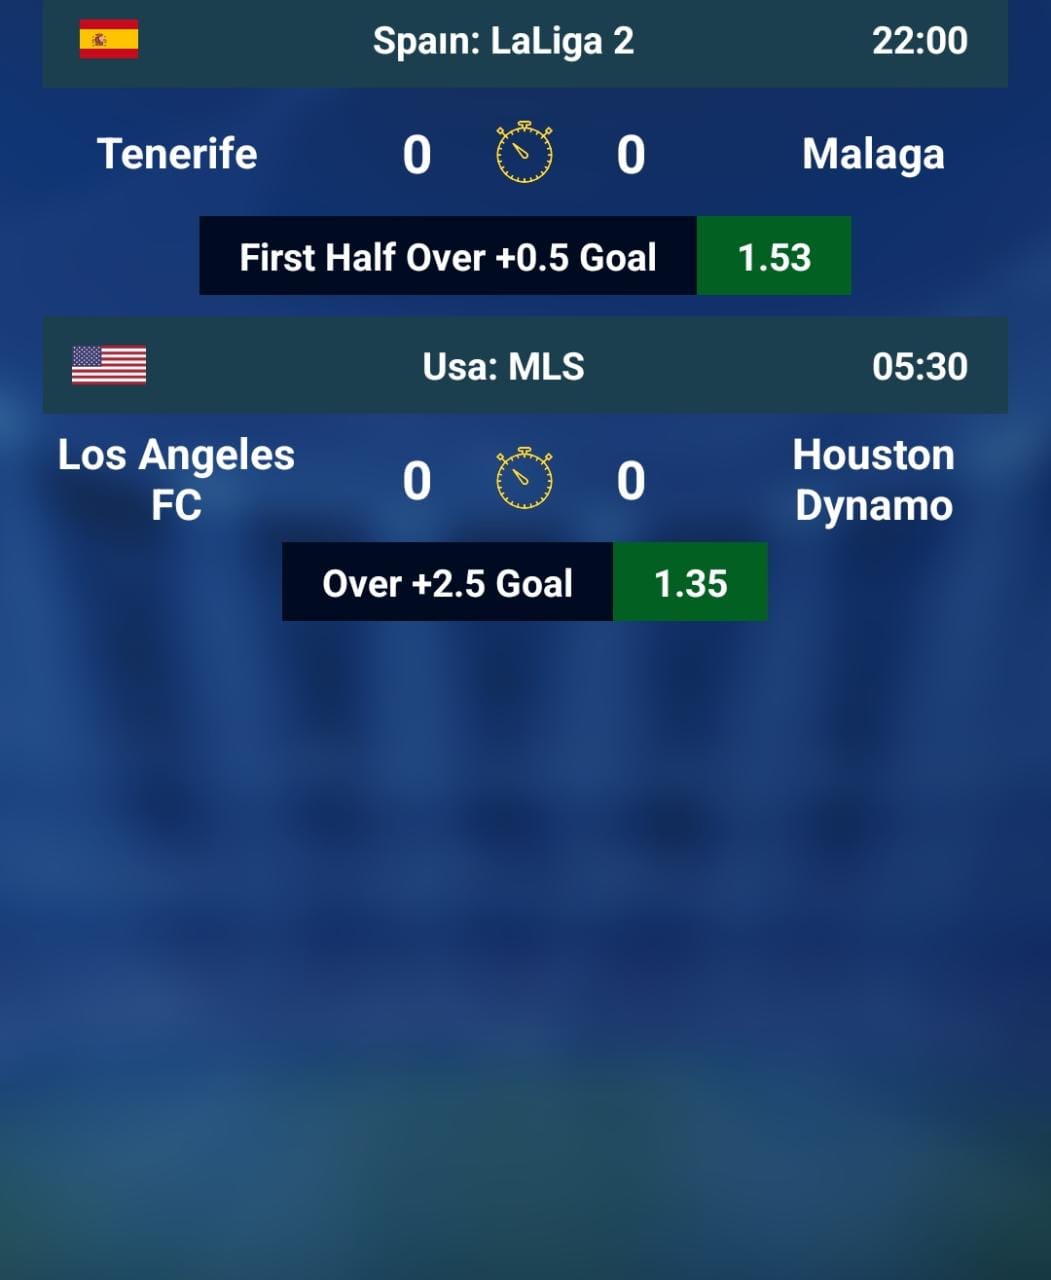 Spaın: LaLiga 2 22:00
Tenerife 0 0 Malaga
First Half Over +0.5 Goal 1.53
Usa: MLS 05:30
Los Angeles
FC
0 0
Houston
Dynamo
Over +2.5 Goal 1.35